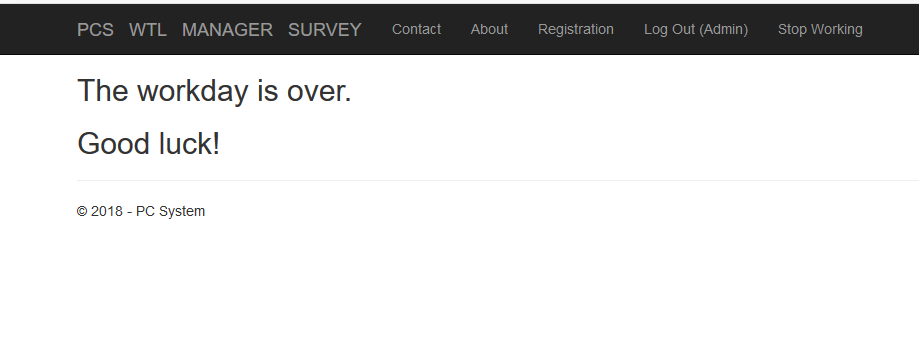 PCS WTL MANAGER SURVEY Contact About Registration Log Out (Admin) Stop Working
The workday is over.
Good luck!
© 2018 - PC System